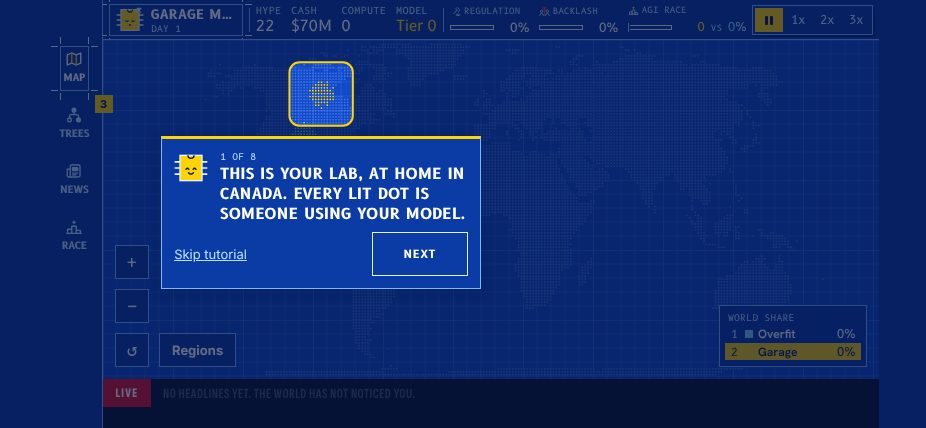 GARAGE M...
DAY 1
HYPE
22
CASH
$70M
COMPUTE
0
MODEL
Tier 0
REGULATION
0%
BACKLASH
0%
AGI RACE
0 VS 0%
1x
2x
3x
MAP
3
TREES
NEWS
RACE
1 OF 8
THIS IS YOUR LAB, AT HOME IN
CANADA. EVERY LIT DOT IS
SOMEONE USING YOUR MODEL.
Skip tutorial
NEXT
+
−
↺
Regions
WORLD SHARE
1 Overfit 0%
2 Garage 0%
LIVE
NO HEADLINES YET. THE WORLD HAS NOT NOTICED YOU.